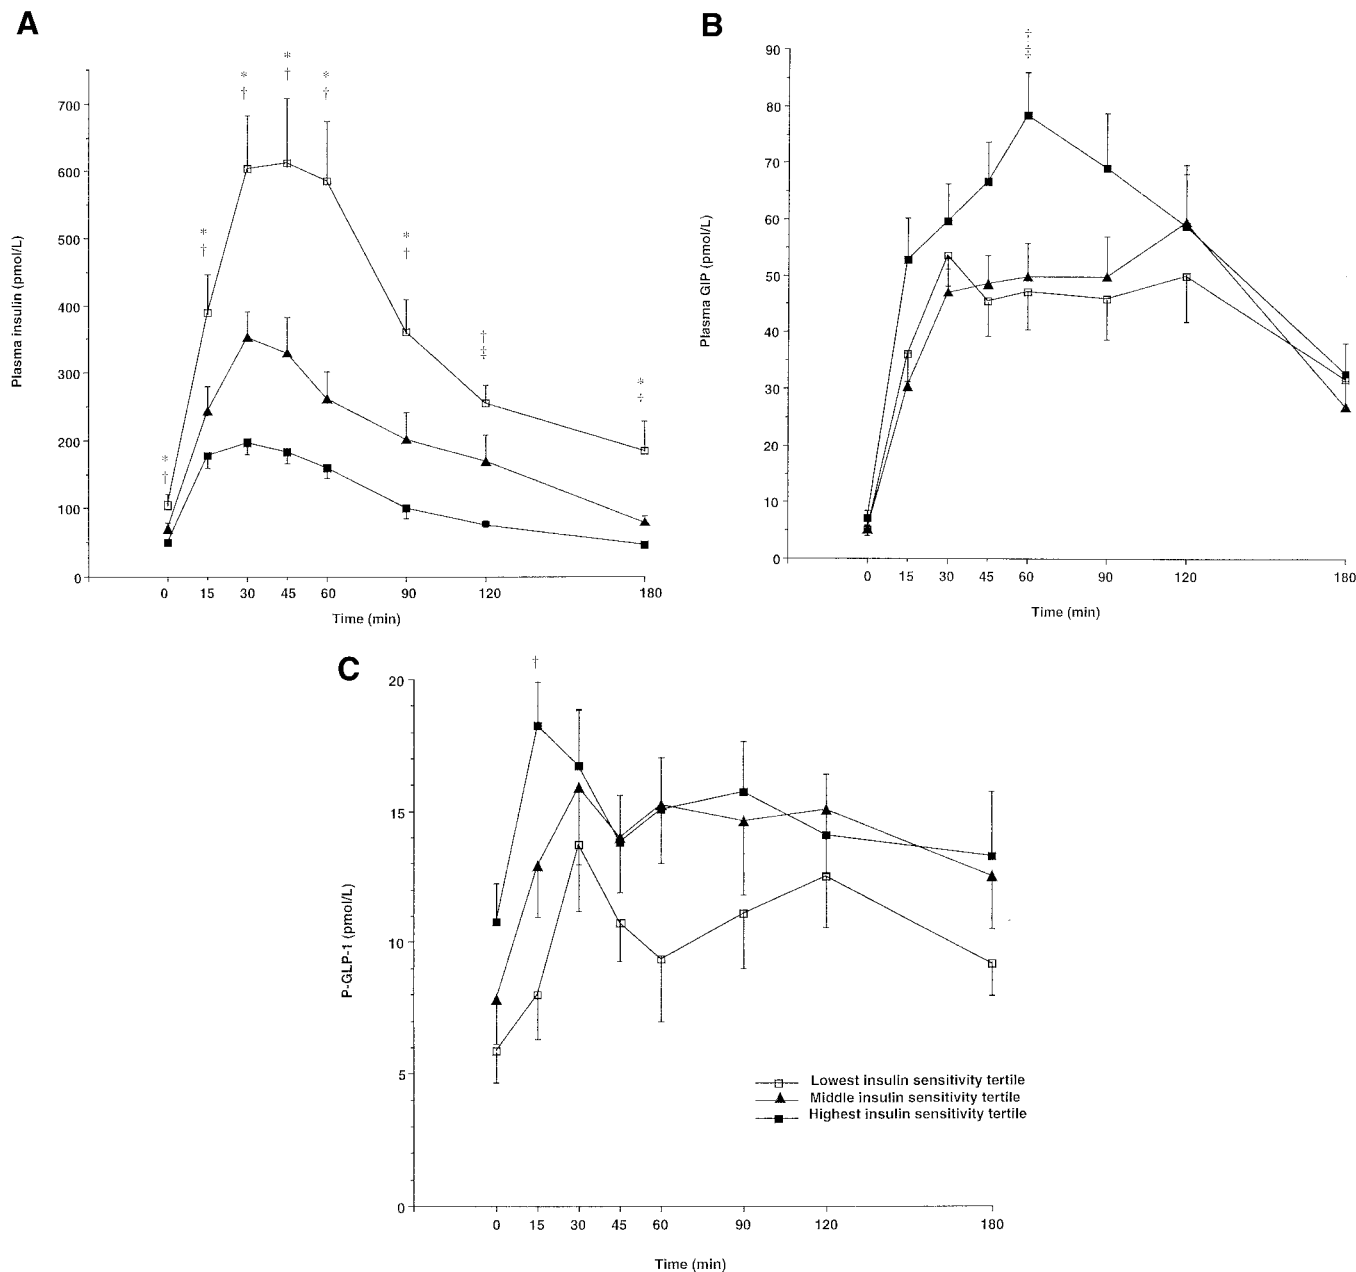 A
* † * † * † * † * † * † † ‡ * ÷
Plasma insulin (pmol/L)
700
600
500
400
300
200
100
0
0 15 30 45 60 90 120 180
Time (min)
B
Plasma GIP (pmol/L)
90
80
70
60
50
40
30
20
10
0
0 15 30 45 60 90 120 180
Time (min)
C
†
P-GLP-1 (pmol/L)
20
15
10
5
0
0 15 30 45 60 90 120 180
Time (min)
Lowest insulin sensitivity tertile
Middle insulin sensitivity tertile
Highest insulin sensitivity tertile